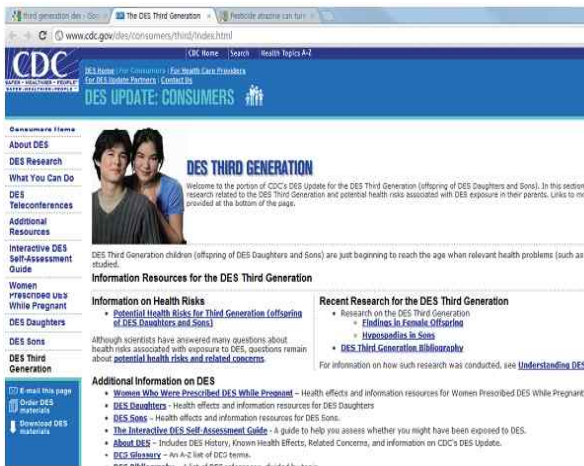 third generation des - Goo
The DES Third Generation
Pesticide atrazine can turn
www.cdc.gov/des/consumers/third/index.html
CDC Home Search Health Topics A-Z
CDC
SAFER • HEALTHIER • PEOPLE™
DES Home | For Consumers | For Health Care Providers
For DES Update Partners | Contact Us
DES UPDATE: CONSUMERS
Consumers Home
About DES
DES Research
What You Can Do
DES
Teleconferences
Additional
Resources
Interactive DES
Self-Assessment
Guide
Women
Prescribed DES
While Pregnant
DES Daughters
DES Sons
DES Third
Generation
E-mail this page
Order DES
materials
Download DES
materials
DES THIRD GENERATION
Welcome to the portion of CDC's DES Update for the DES Third Generation (offspring of DES Daughters and Sons). In this section
research related to the DES Third Generation and potential health risks associated with DES exposure in their parents. Links to mo
provided at the bottom of the page.
DES Third Generation children (offspring of DES Daughters and Sons) are just beginning to reach the age when relevant health problems (such as
studied.
Information Resources for the DES Third Generation
Information on Health Risks
• Potential Health Risks for Third Generation (offspring
of DES Daughters and Sons)
Although scientists have answered many questions about
health risks associated with exposure to DES, questions remain
about potential health risks and related concerns.
Recent Research for the DES Third Generation
• Research on the DES Third Generation
• Findings in Female Offspring
• Hypospadias in Sons
• DES Third Generation Bibliography
For information on how such research was conducted, see Understanding DES
Additional Information on DES
• Women Who Were Prescribed DES While Pregnant – Health effects and information resources for Women Prescribed DES While Pregnant
• DES Daughters - Health effects and information resources for DES Daughters
• DES Sons – Health effects and information resources for DES Sons.
• The Interactive DES Self-Assessment Guide - A guide to help you assess whether you might have been exposed to DES.
• About DES – Includes DES History, Known Health Effects, Related Concerns, and information on CDC's DES Update.
• DES Glossary – An A-Z list of DES terms.
• DES Bibliography – A list of DES references, divided by topic